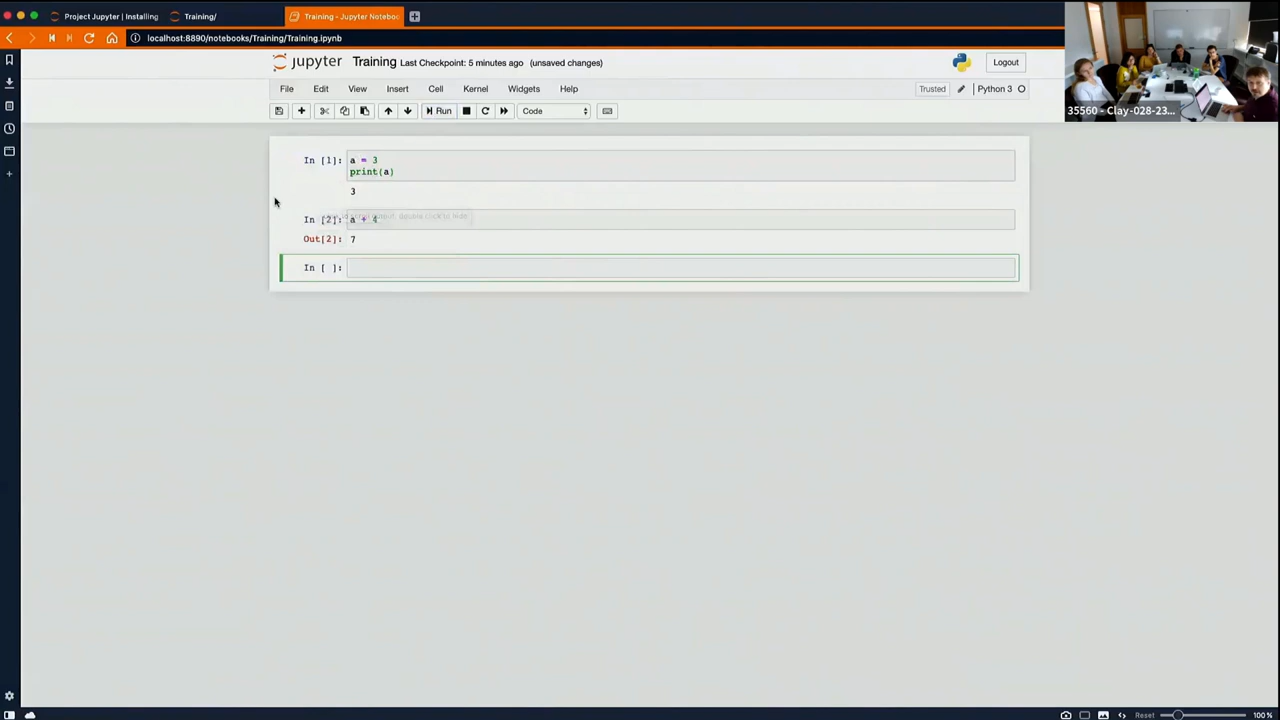 Project Jupyter | Installing
Training/
Training - Jupyter Noteboo
localhost:8890/notebooks/Training/Training.ipynb
jupyter Training Last Checkpoint: 5 minutes ago (unsaved changes)
Logout
File Edit View Insert Cell Kernel Widgets Help
Trusted Python 3
Run Code
35560 - Clay-028-23...
In [1]: a = 3
print(a)
3
In [2]: a + 4
Out[2]: 7
In [ ]:
Reset 100 %